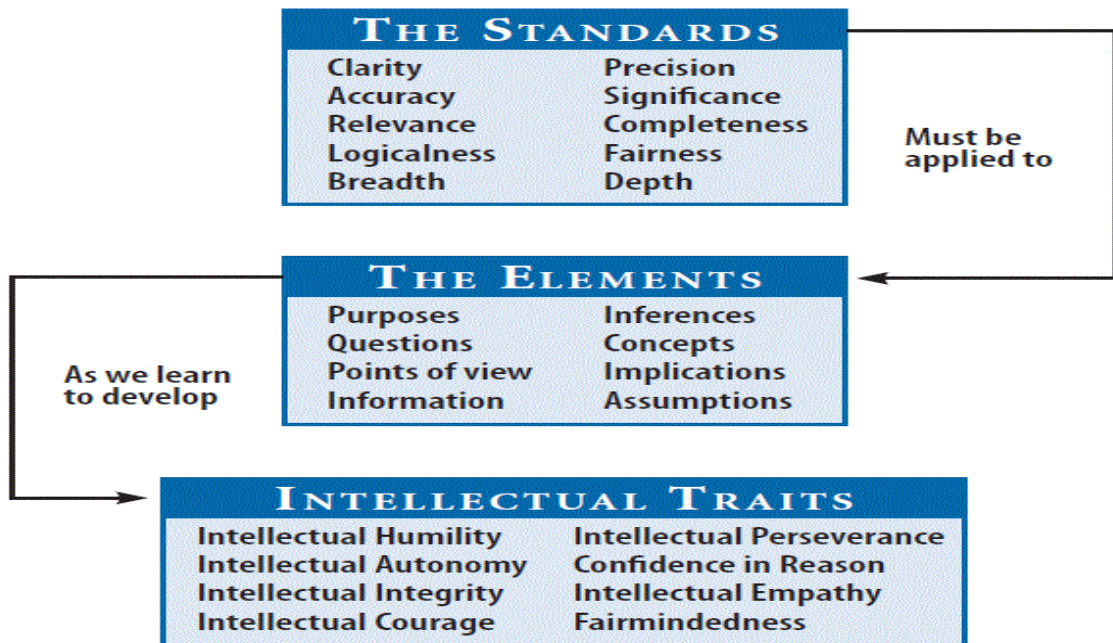 THE STANDARDS
Clarity Precision
Accuracy Significance
Relevance Completeness
Logicalness Fairness
Breadth Depth
Must be
applied to
THE ELEMENTS
Purposes Inferences
Questions Concepts
Points of view Implications
Information Assumptions
As we learn
to develop
INTELLECTUAL TRAITS
Intellectual Humility Intellectual Perseverance
Intellectual Autonomy Confidence in Reason
Intellectual Integrity Intellectual Empathy
Intellectual Courage Fairmindedness